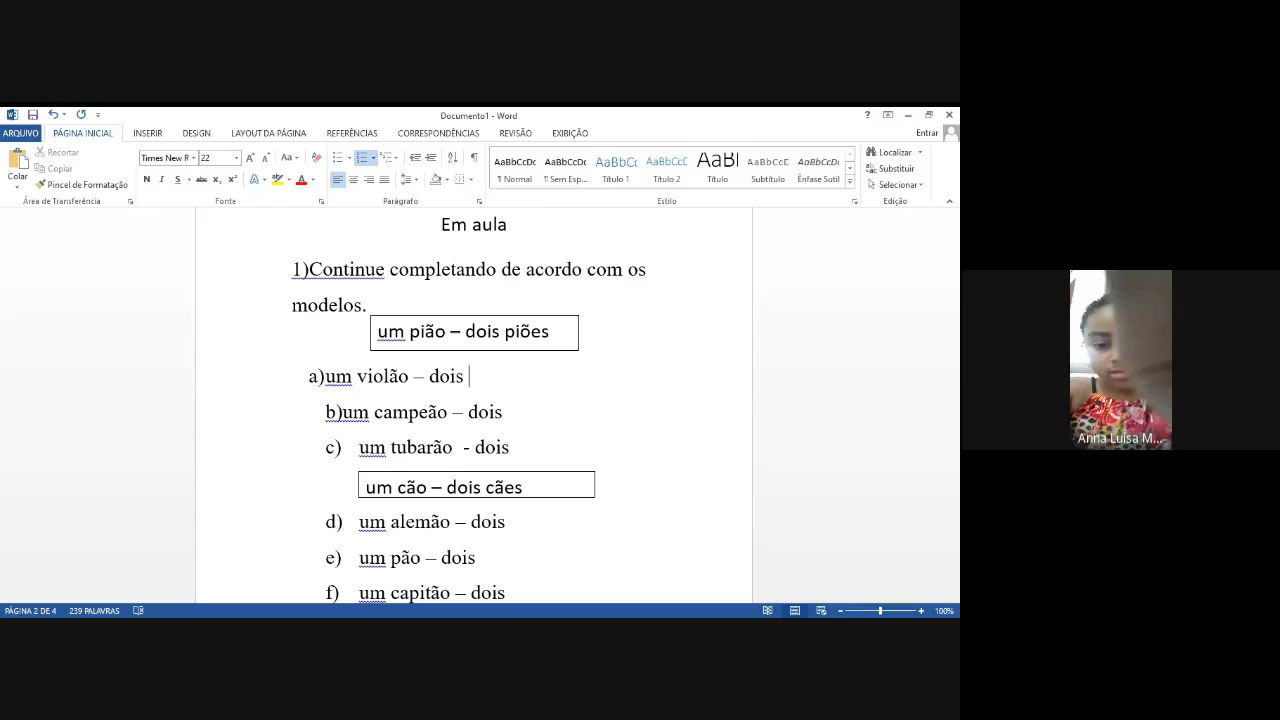 Documento1 - Word
ARQUIVO PÁGINA INICIAL INSERIR DESIGN LAYOUT DA PÁGINA REFERÊNCIAS CORRESPONDÊNCIAS REVISÃO EXIBIÇÃO Entrar
Colar
Recortar
Copiar
Pincel de Formatação
Área de Transferência
Times New R 22
Fonte
Parágrafo
AaBbCcDc AaBbCcDc AaBbCc AaBbCcD AaBl AaBbCcD AaBbCcDc
¶ Normal ¶ Sem Esp... Título 1 Título 2 Título Subtítulo Ênfase Sutil
Estilo
Localizar
Substituir
Selecionar
Edição
Em aula
1)Continue completando de acordo com os
modelos.
um pião – dois piões
a)um violão – dois
b)um campeão – dois
c) um tubarão - dois
um cão – dois cães
d) um alemão – dois
e) um pão – dois
f) um capitão – dois
PÁGINA 2 DE 4 239 PALAVRAS 100%
Anna Luisa M...